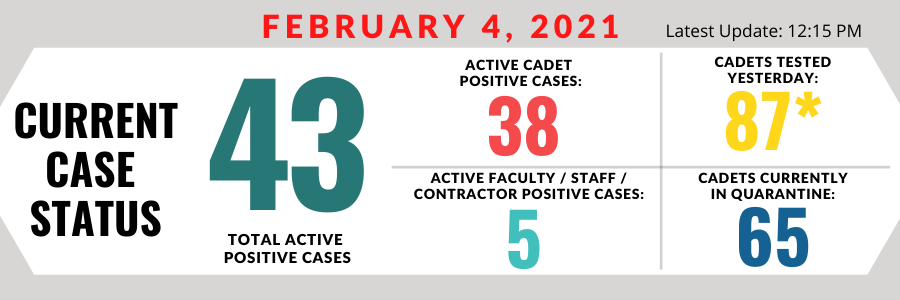 FEBRUARY 4, 2021
Latest Update: 12:15 PM
CURRENT
CASE
STATUS
43
TOTAL ACTIVE
POSITIVE CASES
ACTIVE CADET
POSITIVE CASES:
38
CADETS TESTED
YESTERDAY:
87*
ACTIVE FACULTY / STAFF /
CONTRACTOR POSITIVE CASES:
5
CADETS CURRENTLY
IN QUARANTINE:
65